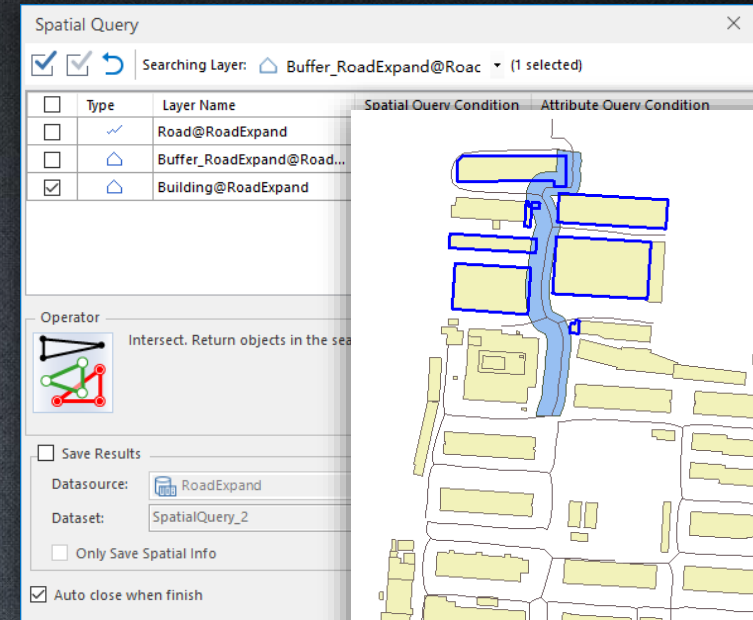 Spatial Query
Searching Layer: Buffer_RoadExpand@Roac (1 selected)
Type Layer Name Spatial Query Condition Attribute Query Condition
Road@RoadExpand
Buffer_RoadExpand@Road...
Building@RoadExpand
Operator
Intersect. Return objects in the sea
Save Results
Datasource: RoadExpand
Dataset: SpatialQuery_2
Only Save Spatial Info
Auto close when finish